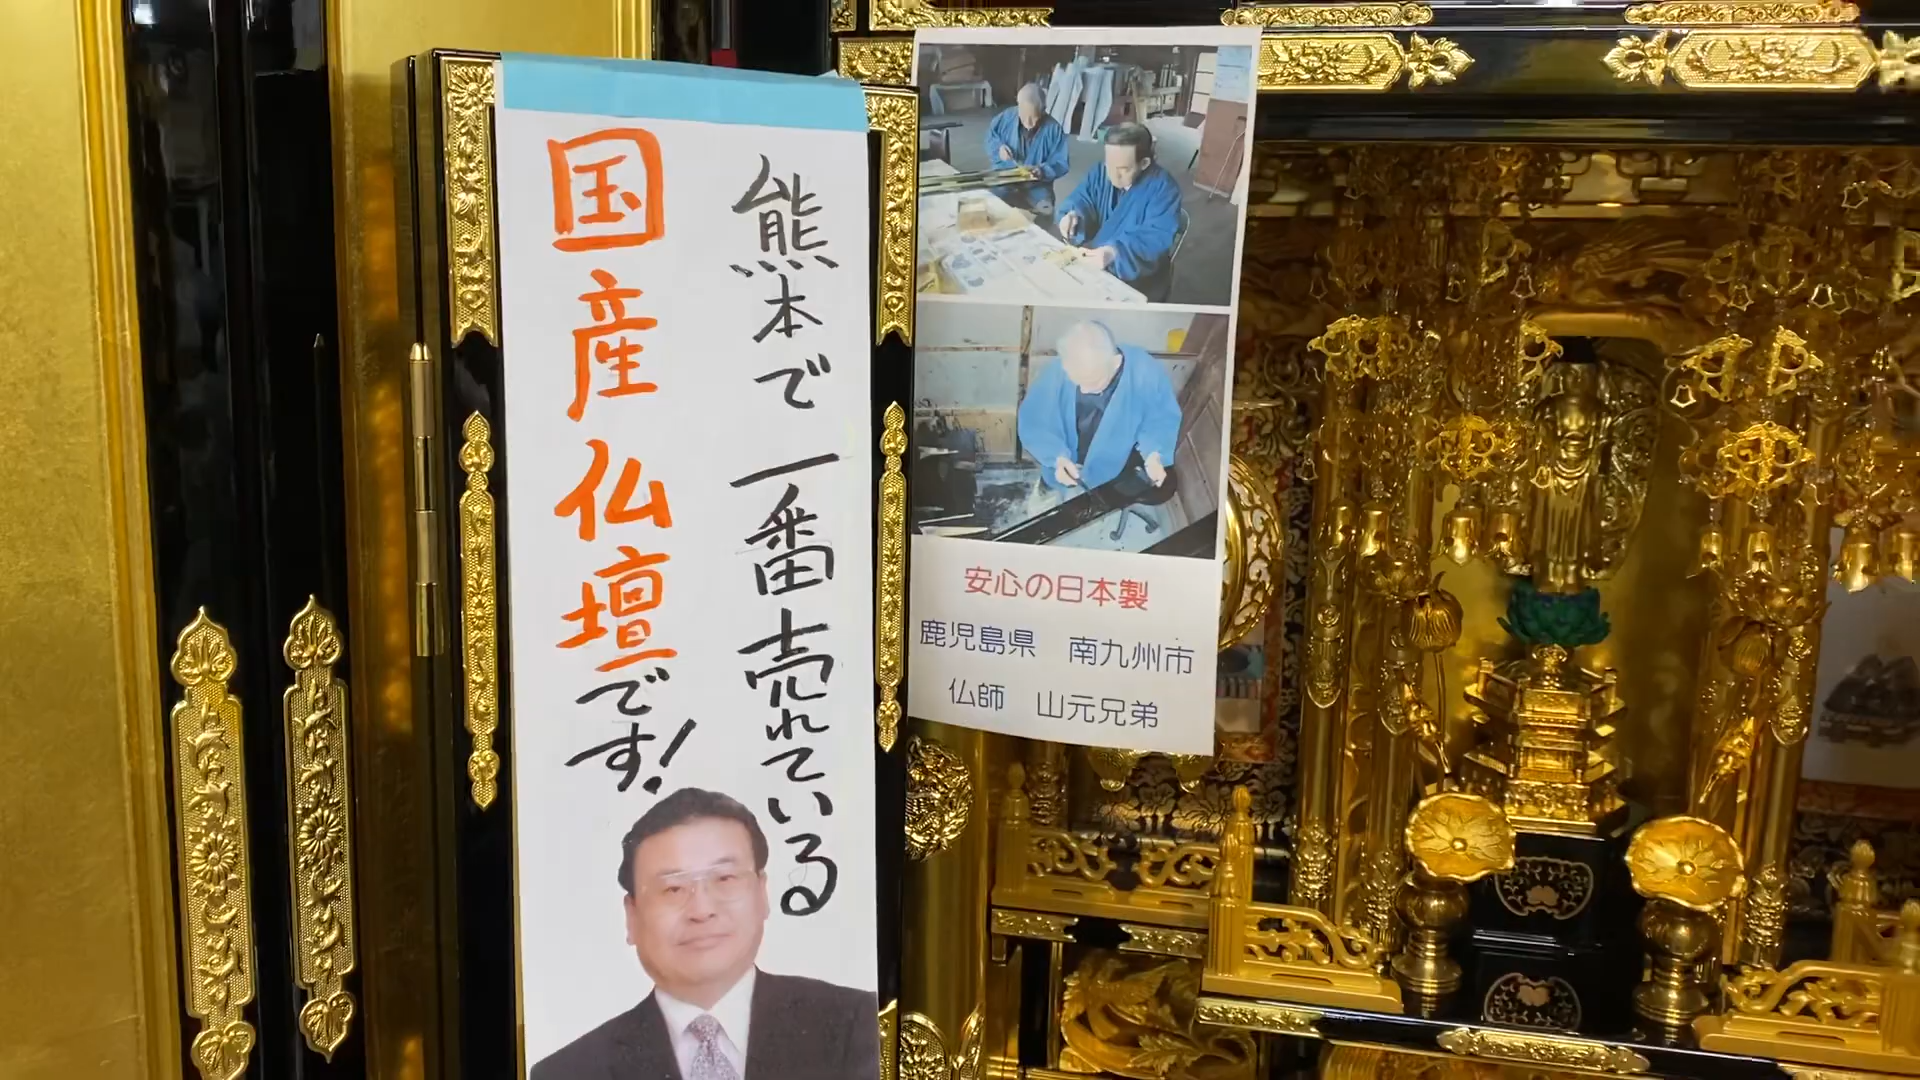 熊本で一番売れている
国産仏壇です!
安心の日本製
鹿児島県　南九州市
仏師　山元兄弟